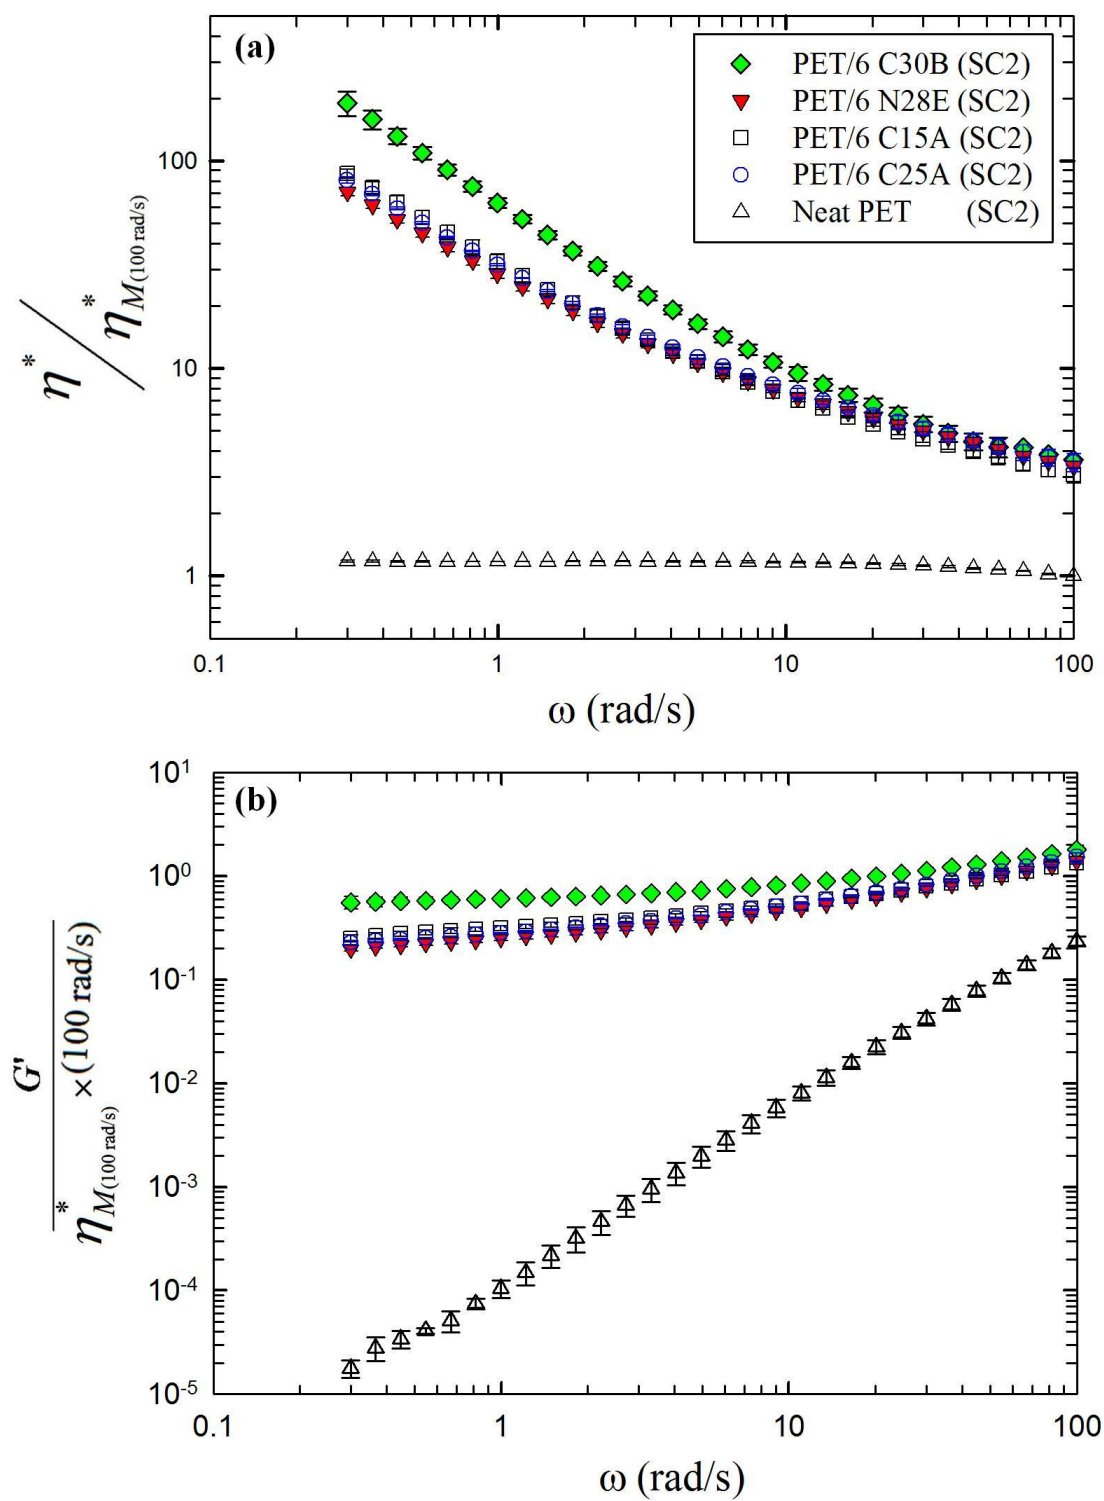 (a)
PET/6 C30B (SC2)
PET/6 N28E (SC2)
PET/6 C15A (SC2)
PET/6 C25A (SC2)
Neat PET (SC2)
100
10
1
η* / η*M(100 rad/s)
0.1 1 10 100
ω (rad/s)
(b)
10¹
10⁰
10⁻¹
10⁻²
10⁻³
10⁻⁴
10⁻⁵
G'
η*M(100 rad/s) ×(100 rad/s)
0.1 1 10 100
ω (rad/s)